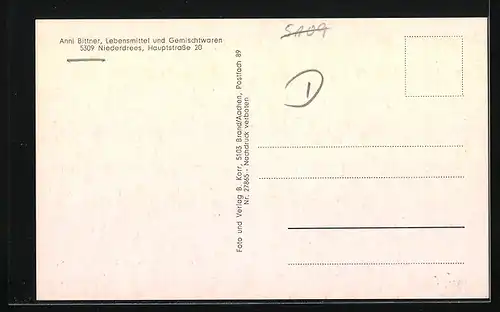 Anni Bittner, Lebensmittel und Gemischtwaren
5309 Niederdrees, Hauptstraße 20
Foto und Verlag B. Korr, 5103 Brand/Aachen, Postfach 89
Nr. 27865 - Nachdruck verboten
1